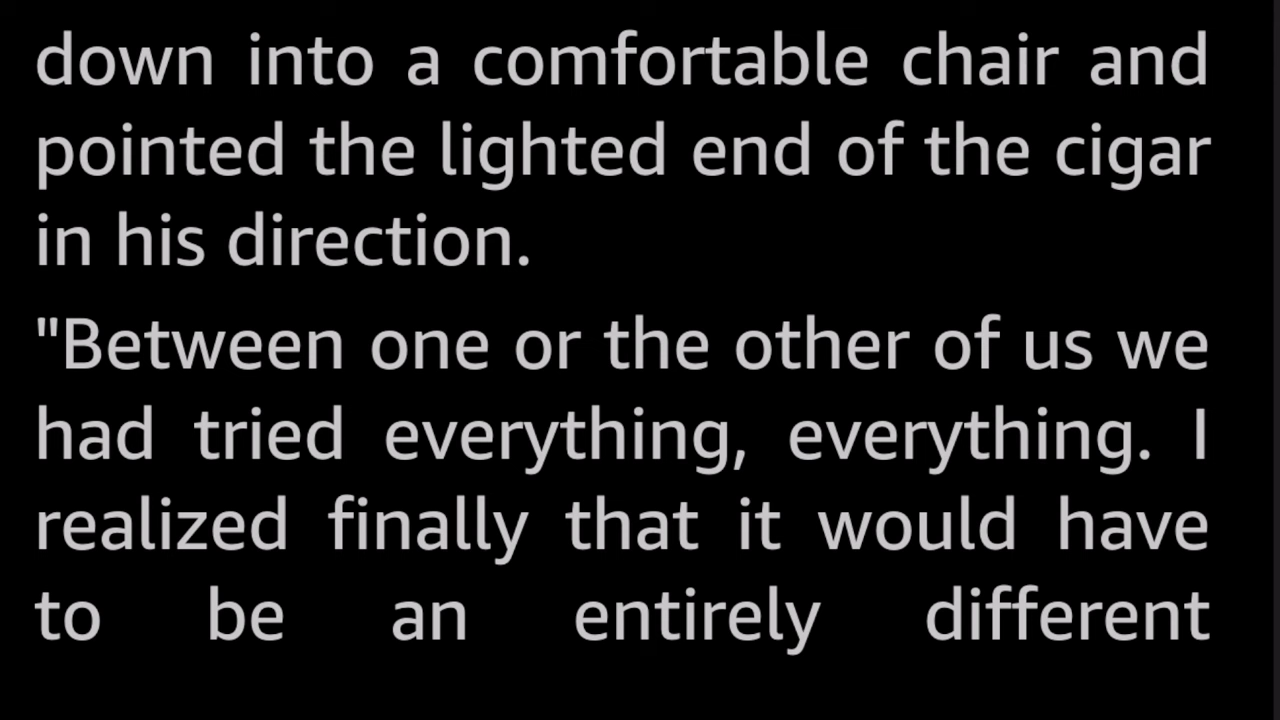 down into a comfortable chair and
pointed the lighted end of the cigar
in his direction.
"Between one or the other of us we
had tried everything, everything. I
realized finally that it would have
to be an entirely different